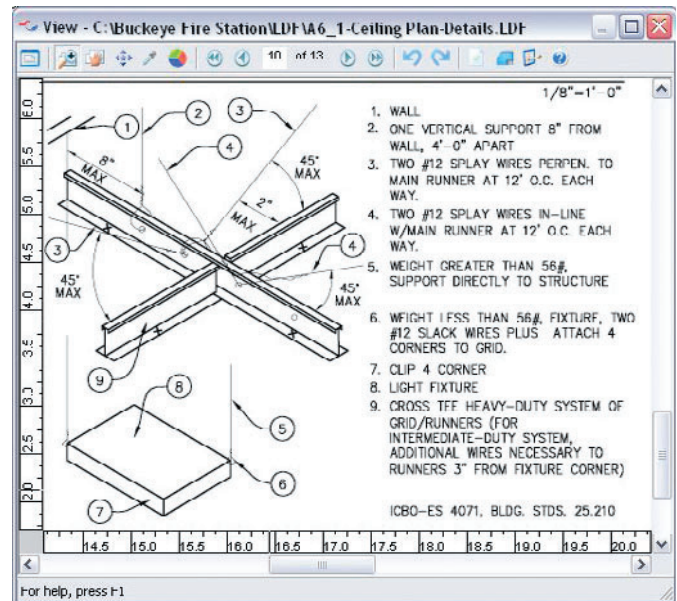 View - C:\Buckeye Fire Station\LDF\A6_1-Ceiling Plan-Details.LDF
10 of 13
1/8"=1'-0"
1. WALL
2. ONE VERTICAL SUPPORT 8" FROM
WALL, 4'-0" APART
3. TWO #12 SPLAY WIRES PERPEN. TO
MAIN RUNNER AT 12' O.C. EACH
WAY.
4. TWO #12 SPLAY WIRES IN-LINE
W/MAIN RUNNER AT 12' O.C. EACH
WAY.
5. WEIGHT GREATER THAN 56#,
SUPPORT DIRECTLY TO STRUCTURE
6. WEIGHT LESS THAN 56#, FIXTURE, TWO
#12 SLACK WIRES PLUS ATTACH 4
CORNERS TO GRID.
7. CLIP 4 CORNER
8. LIGHT FIXTURE
9. CROSS TEE HEAVY-DUTY SYSTEM OF
GRID/RUNNERS (FOR
INTERMEDIATE-DUTY SYSTEM,
ADDITIONAL WIRES NECESSARY TO
RUNNERS 3" FROM FIXTURE CORNER)
ICBO-ES 4071, BLDG. STDS. 25.210
1
2
3
4
8"
MAX
45°
MAX
2"
MAX
3
4
45°
MAX
45°
MAX
9
8
5
6
7
6.0
5.5
5.0
4.5
4.0
3.5
3.0
2.5
2.0
14.5 15.0 15.5 16.0 16.5 17.0 17.5 18.0 18.5 19.0 19.5 20.0
For help, press F1